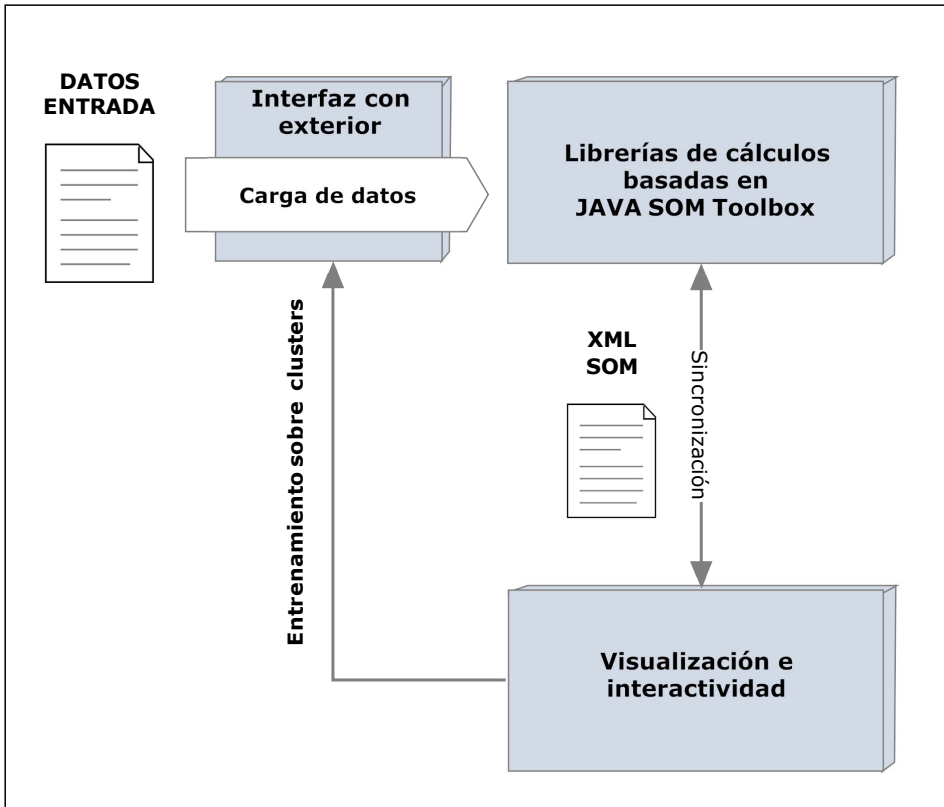 DATOS
ENTRADA
Interfaz con
exterior
Carga de datos
Librerías de cálculos
basadas en
JAVA SOM Toolbox
Entrenamiento sobre clusters
XML
SOM
Sincronización
Visualización e
interactividad